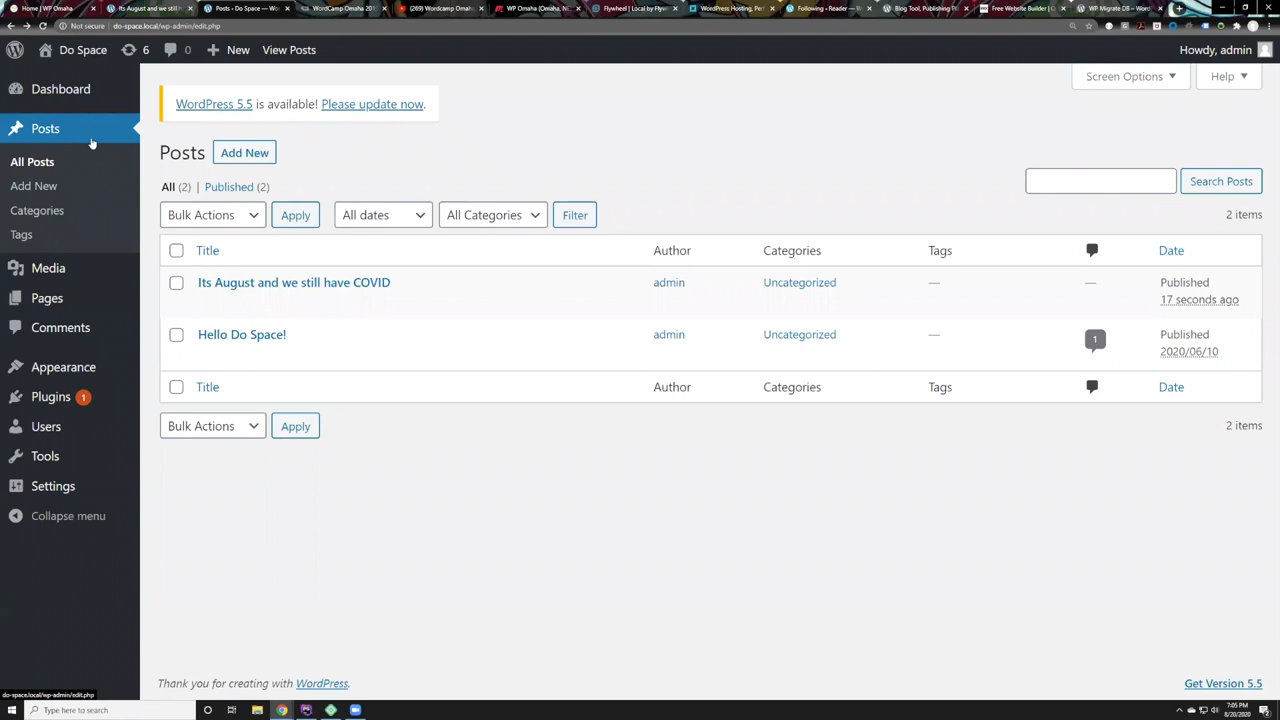 Home | WP Omaha
Its August and we still h
Posts ‹ Do Space — Wo
WordCamp Omaha 201
(269) Wordcamp Omaha
WP Omaha (Omaha, N
Flywheel | Local by Flyw
WordPress Hosting, Per
Following ‹ Reader — W
Blog Tool, Publishing P
Free Website Builder | C
WP Migrate DB –
Not secure do-space.local/wp-admin/edit.php
Do Space 6 0 New View Posts Howdy, admin
Dashboard
Posts
All Posts
Add New
Categories
Tags
Media
Pages
Comments
Appearance
Plugins 1
Users
Tools
Settings
Collapse menu
Screen Options Help
WordPress 5.5 is available! Please update now.
Posts Add New
All (2) | Published (2)
Search Posts
Bulk Actions Apply All dates All Categories Filter 2 items
Title Author Categories Tags Date
Its August and we still have COVID admin Uncategorized — — Published
17 seconds ago
Hello Do Space! admin Uncategorized — 1 Published
2020/06/10
Title Author Categories Tags Date
Bulk Actions Apply 2 items
Thank you for creating with WordPress. Get Version 5.5
do-space.local/wp-admin/edit.php
Type here to search
7:05 PM
8/20/2020